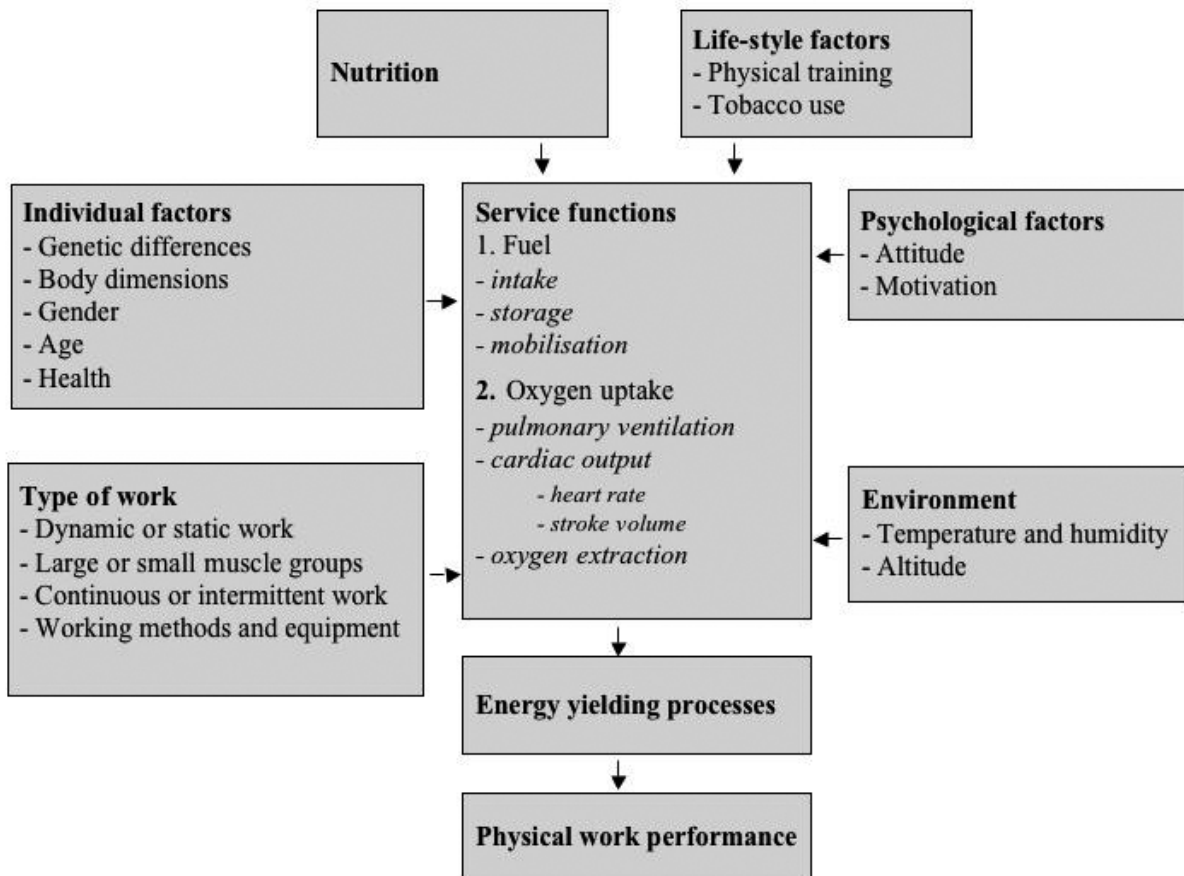 Nutrition
Life-style factors
- Physical training
- Tobacco use
Individual factors
- Genetic differences
- Body dimensions
- Gender
- Age
- Health
Service functions
1. Fuel
- intake
- storage
- mobilisation
2. Oxygen uptake
- pulmonary ventilation
- cardiac output
- heart rate
- stroke volume
- oxygen extraction
Psychological factors
- Attitude
- Motivation
Type of work
- Dynamic or static work
- Large or small muscle groups
- Continuous or intermittent work
- Working methods and equipment
Environment
- Temperature and humidity
- Altitude
Energy yielding processes
Physical work performance